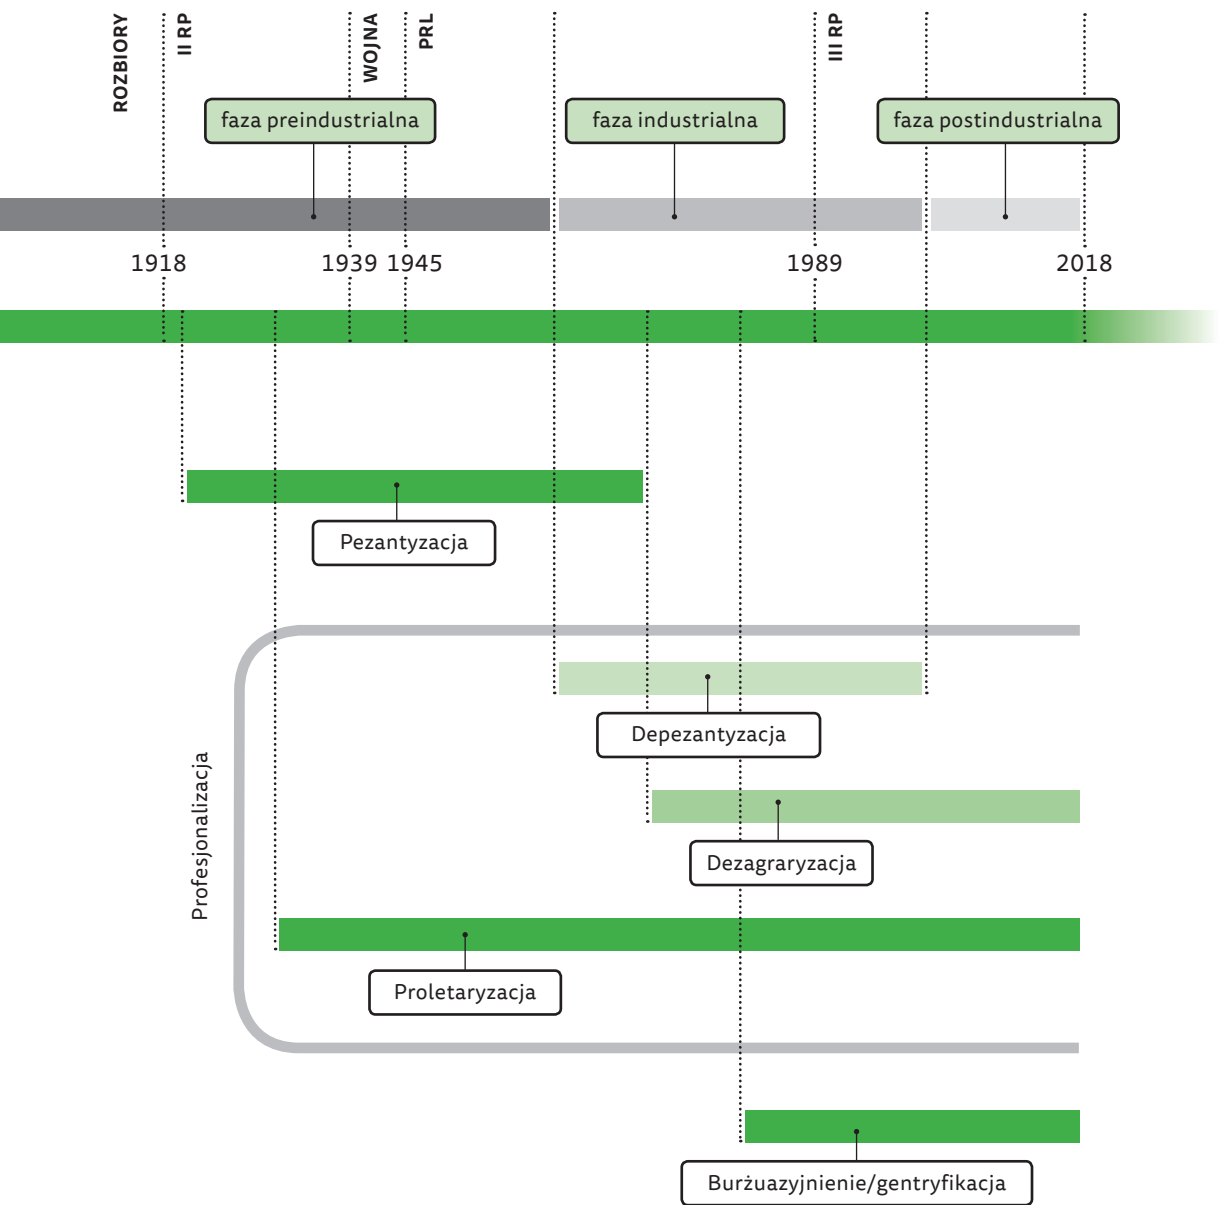 ROZBIORY
II RP
WOJNA
PRL
III RP
faza preindustrialna
faza industrialna
faza postindustrialna
1918
1939
1945
1989
2018
Pezantyzacja
Profesjonalizacja
Depezantyzacja
Dezagraryzacja
Proletaryzacja
Burżuazyjnienie/gentryfikacja